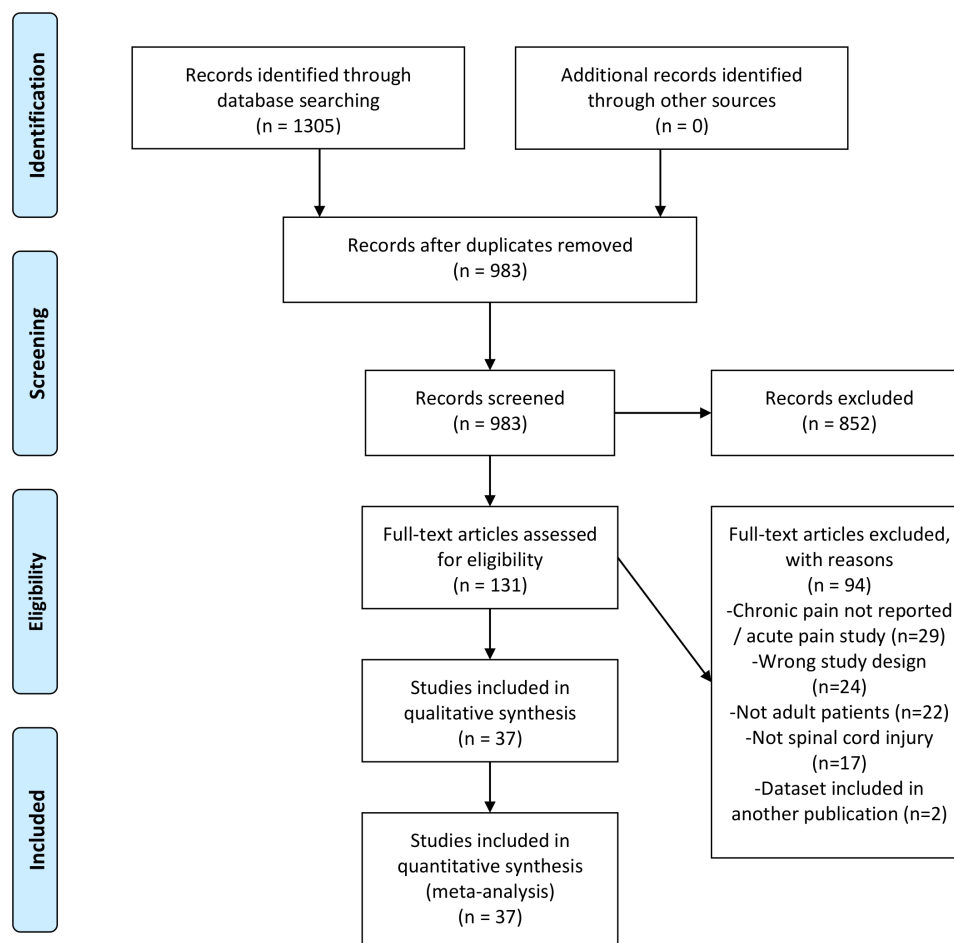 Identification
Records identified through
database searching
(n = 1305)
Additional records identified
through other sources
(n = 0)
Records after duplicates removed
(n = 983)
Screening
Records screened
(n = 983)
Records excluded
(n = 852)
Eligibility
Full-text articles assessed
for eligibility
(n = 131)
Full-text articles excluded,
with reasons
(n = 94)
-Chronic pain not reported
/ acute pain study (n=29)
-Wrong study design
(n=24)
-Not adult patients (n=22)
-Not spinal cord injury
(n=17)
-Dataset included in
another publication (n=2)
Studies included in
qualitative synthesis
(n = 37)
Included
Studies included in
quantitative synthesis
(meta-analysis)
(n = 37)